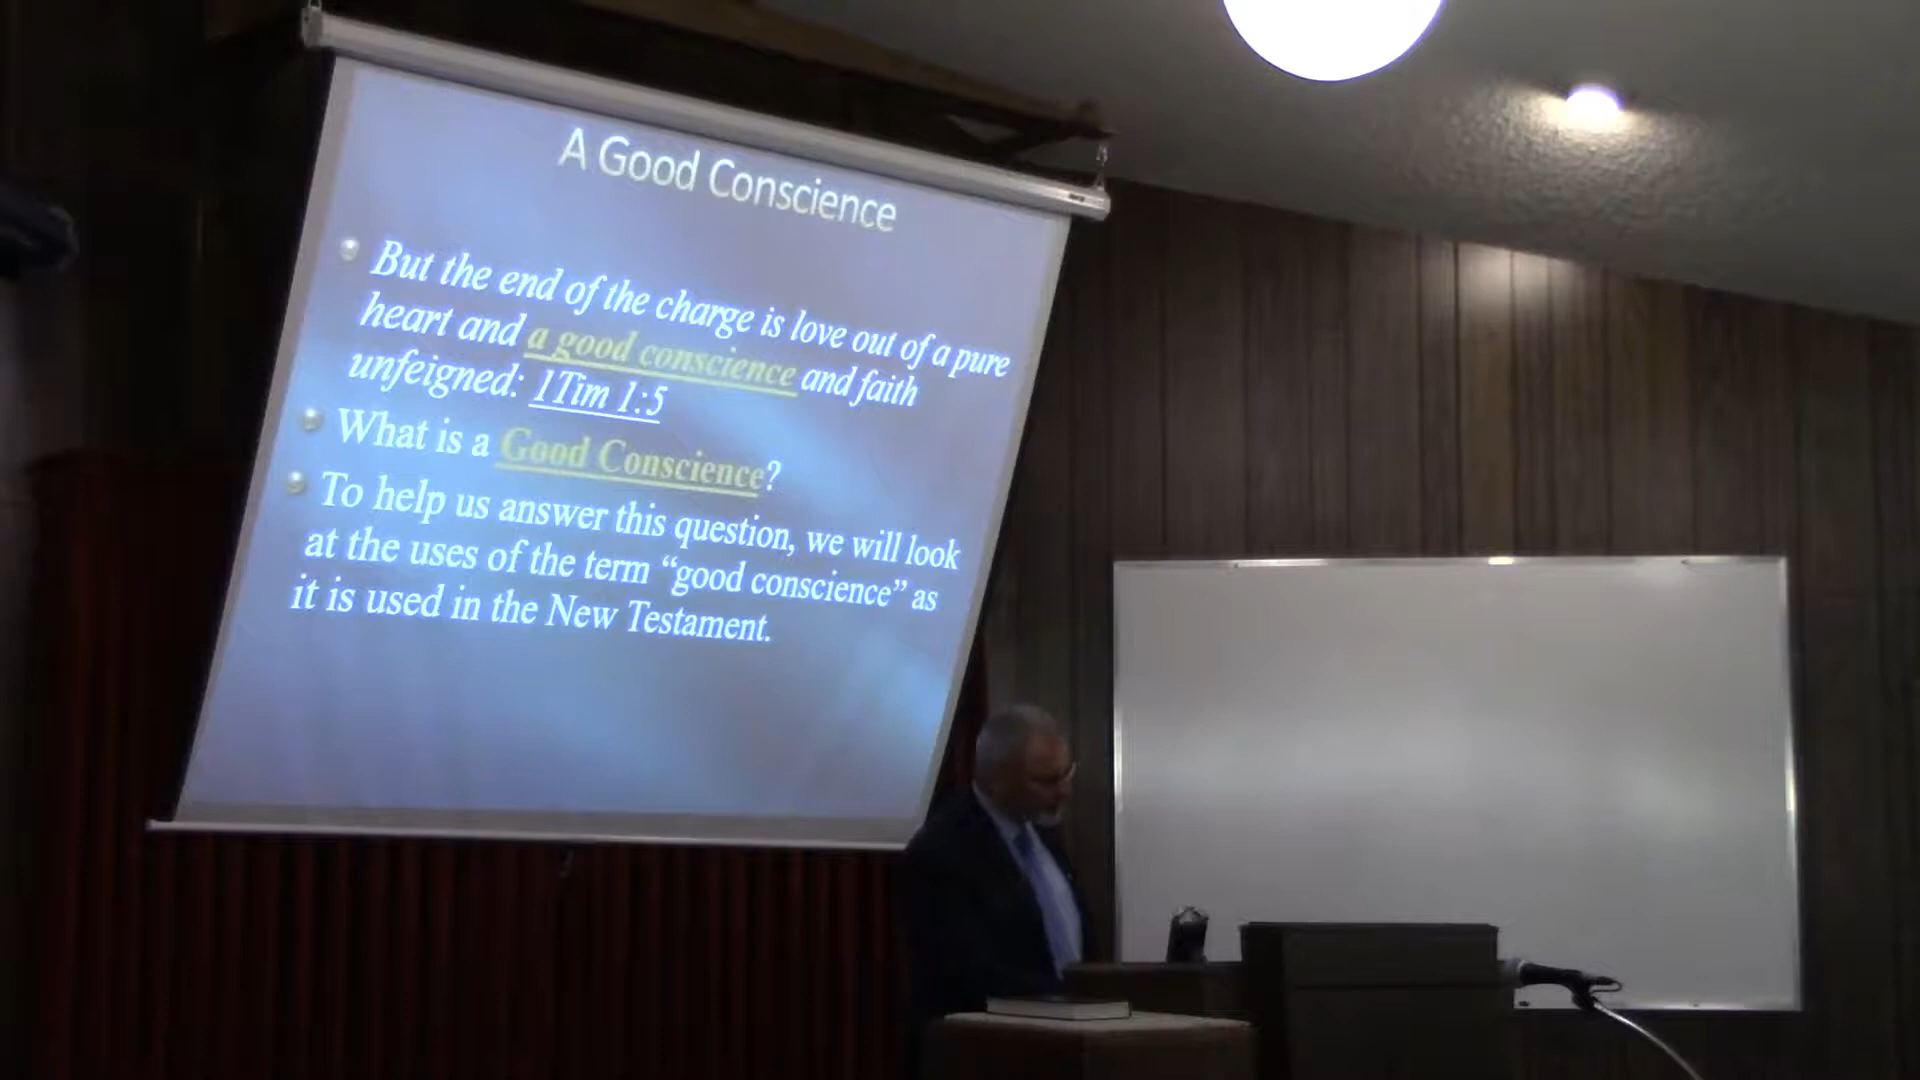 A Good Conscience
But the end of the charge is love out of a pure
heart and a good conscience and faith
unfeigned: 1Tim 1:5
What is a Good Conscience?
To help us answer this question, we will look
at the uses of the term “good conscience” as
it is used in the New Testament.